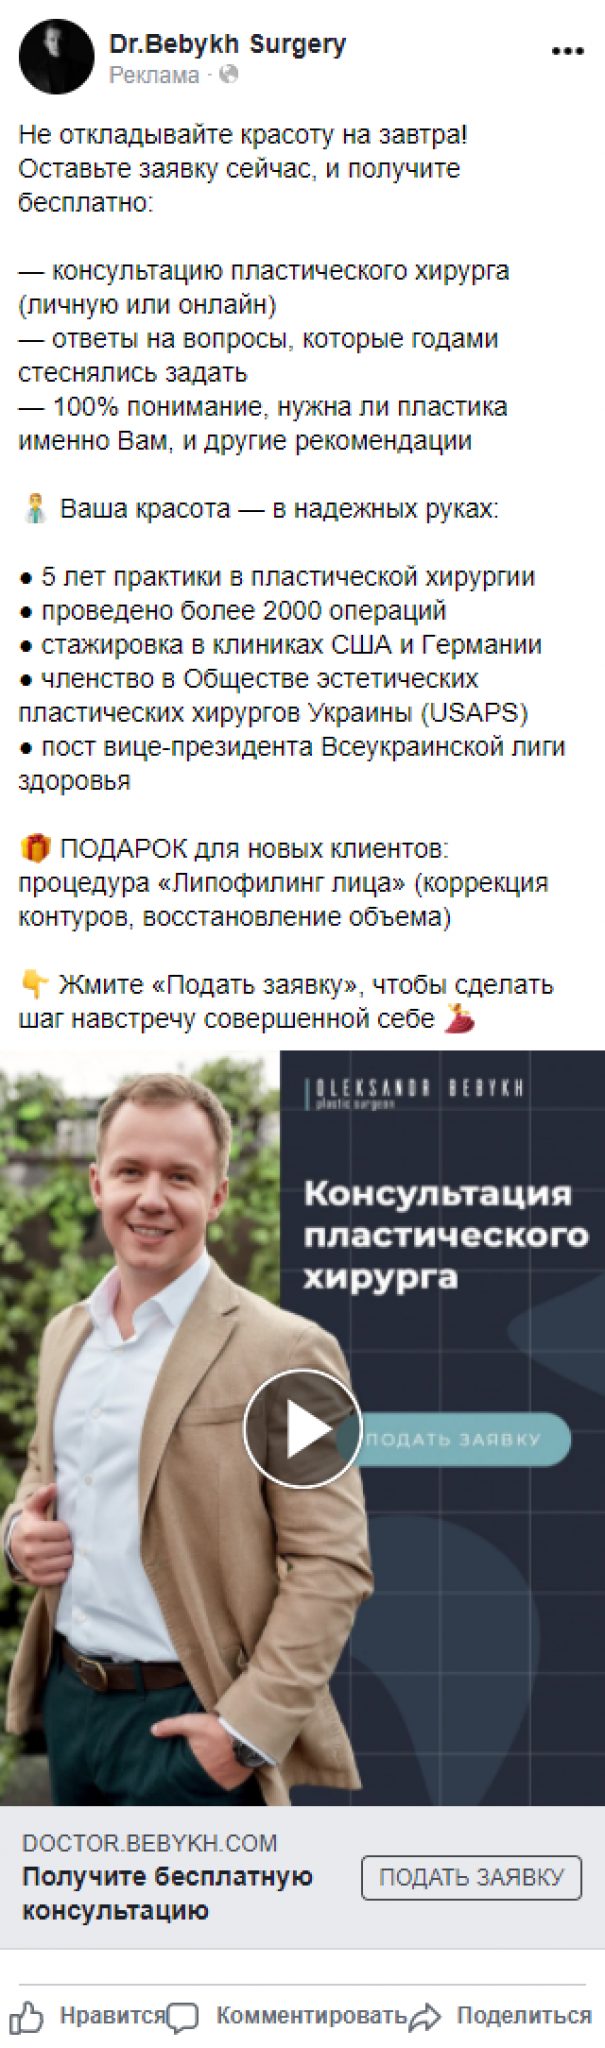 Dr.Bebykh Surgery
Реклама ·
Не откладывайте красоту на завтра!
Оставьте заявку сейчас, и получите
бесплатно:
— консультацию пластического хирурга
(личную или онлайн)
— ответы на вопросы, которые годами
стеснялись задать
— 100% понимание, нужна ли пластика
именно Вам, и другие рекомендации
Ваша красота — в надежных руках:
● 5 лет практики в пластической хирургии
● проведено более 2000 операций
● стажировка в клиниках США и Германии
● членство в Обществе эстетических
пластических хирургов Украины (USAPS)
● пост вице-президента Всеукраинской лиги
здоровья
🎁 ПОДАРОК для новых клиентов:
процедура «Липофилинг лица» (коррекция
контуров, восстановление объема)
👇 Жмите «Подать заявку», чтобы сделать
шаг навстречу совершенной себе 💃
OLEKSANDR BEBYKH
plastic surgeon
Консультация
пластического
хирурга
ПОДАТЬ ЗАЯВКУ
DOCTOR.BEBYKH.COM
Получите бесплатную
консультацию
ПОДАТЬ ЗАЯВКУ
Нравится Комментировать Поделиться